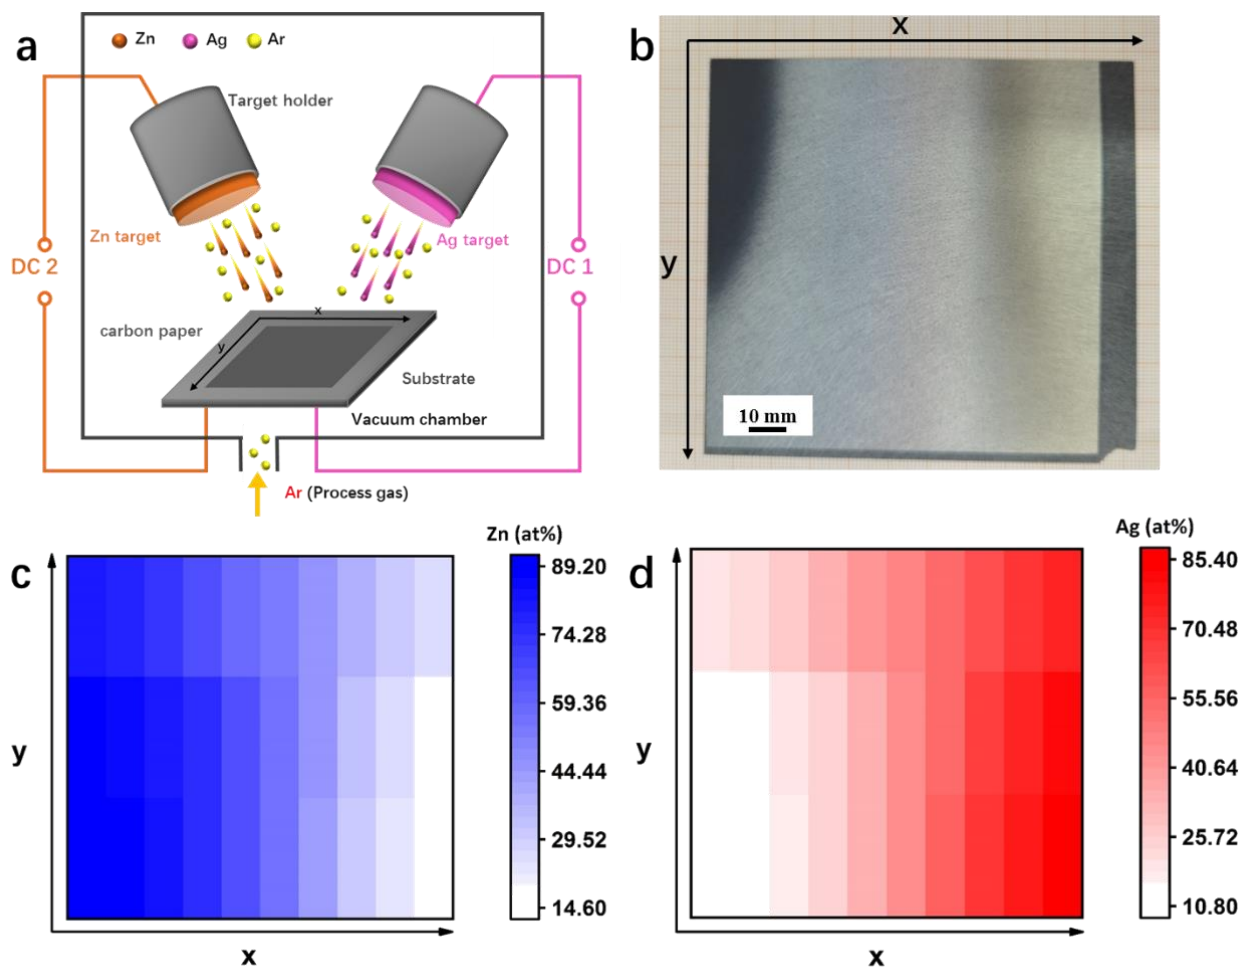 a
Zn
Ag
Ar
Target holder
Zn target
Ag target
DC 2
DC 1
carbon paper
x
y
Substrate
Vacuum chamber
Ar (Process gas)
b
x
y
10 mm
c
Zn (at%)
89.20
74.28
59.36
44.44
29.52
14.60
y
x
d
Ag (at%)
85.40
70.48
55.56
40.64
25.72
10.80
y
x